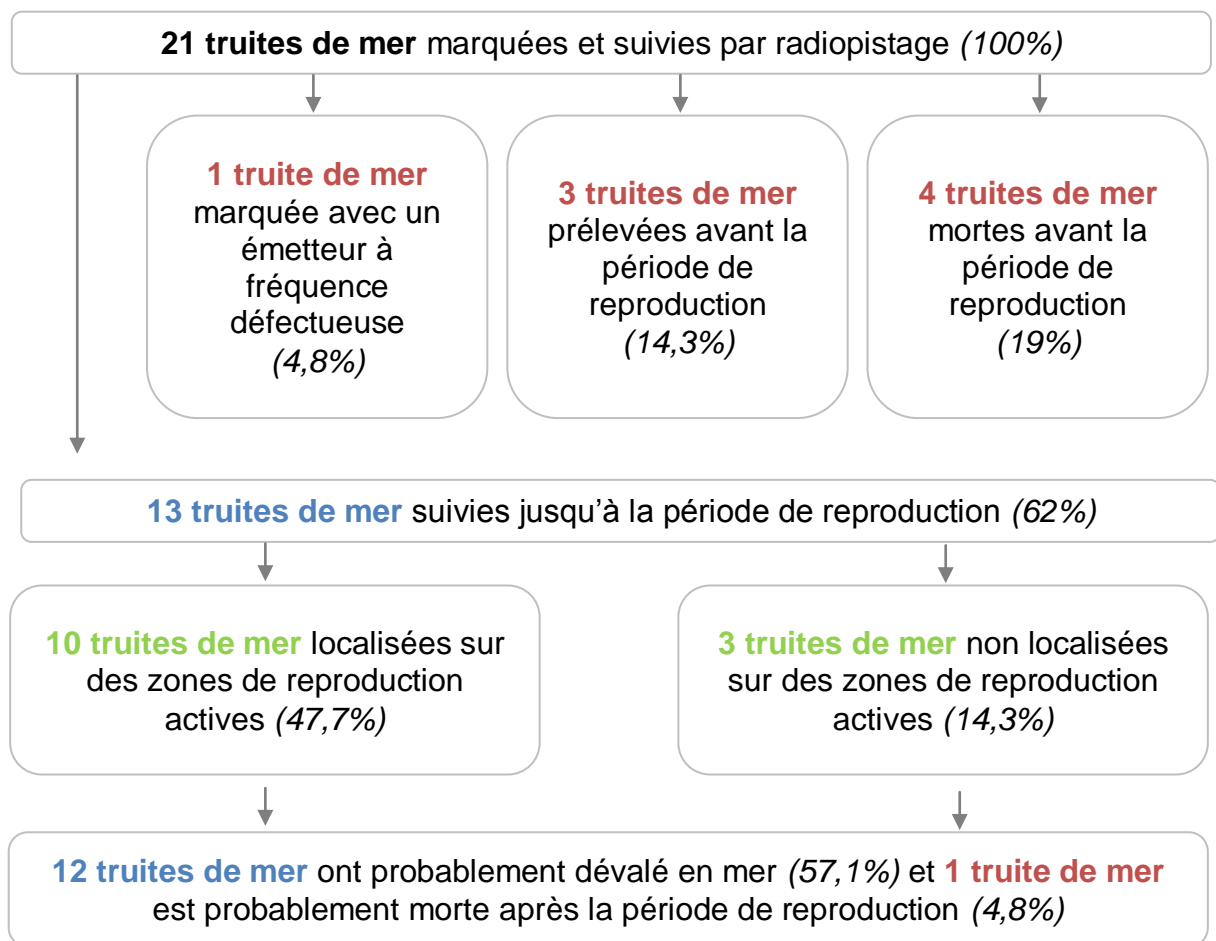 21 truites de mer marquées et suivies par radiopistage (100%)
1 truite de mer
marquée avec un
émetteur à
fréquence
défectueuse
(4,8%)
3 truites de mer
prélevées avant la
période de
reproduction
(14,3%)
4 truites de mer
mortes avant la
période de
reproduction
(19%)
13 truites de mer suivies jusqu’à la période de reproduction (62%)
10 truites de mer localisées sur
des zones de reproduction
actives (47,7%)
3 truites de mer non localisées
sur des zones de reproduction
actives (14,3%)
12 truites de mer ont probablement dévalé en mer (57,1%) et 1 truite de mer
est probablement morte après la période de reproduction (4,8%)